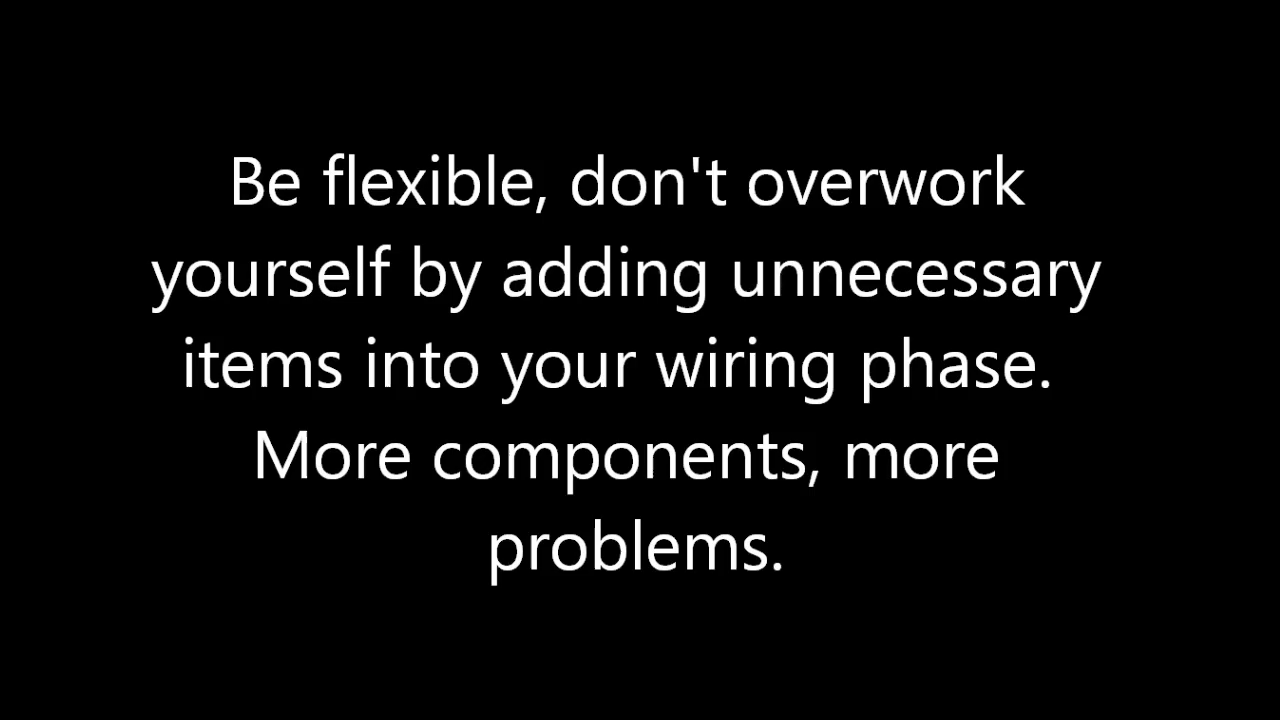 Be flexible, don't overwork
yourself by adding unnecessary
items into your wiring phase.
More components, more
problems.